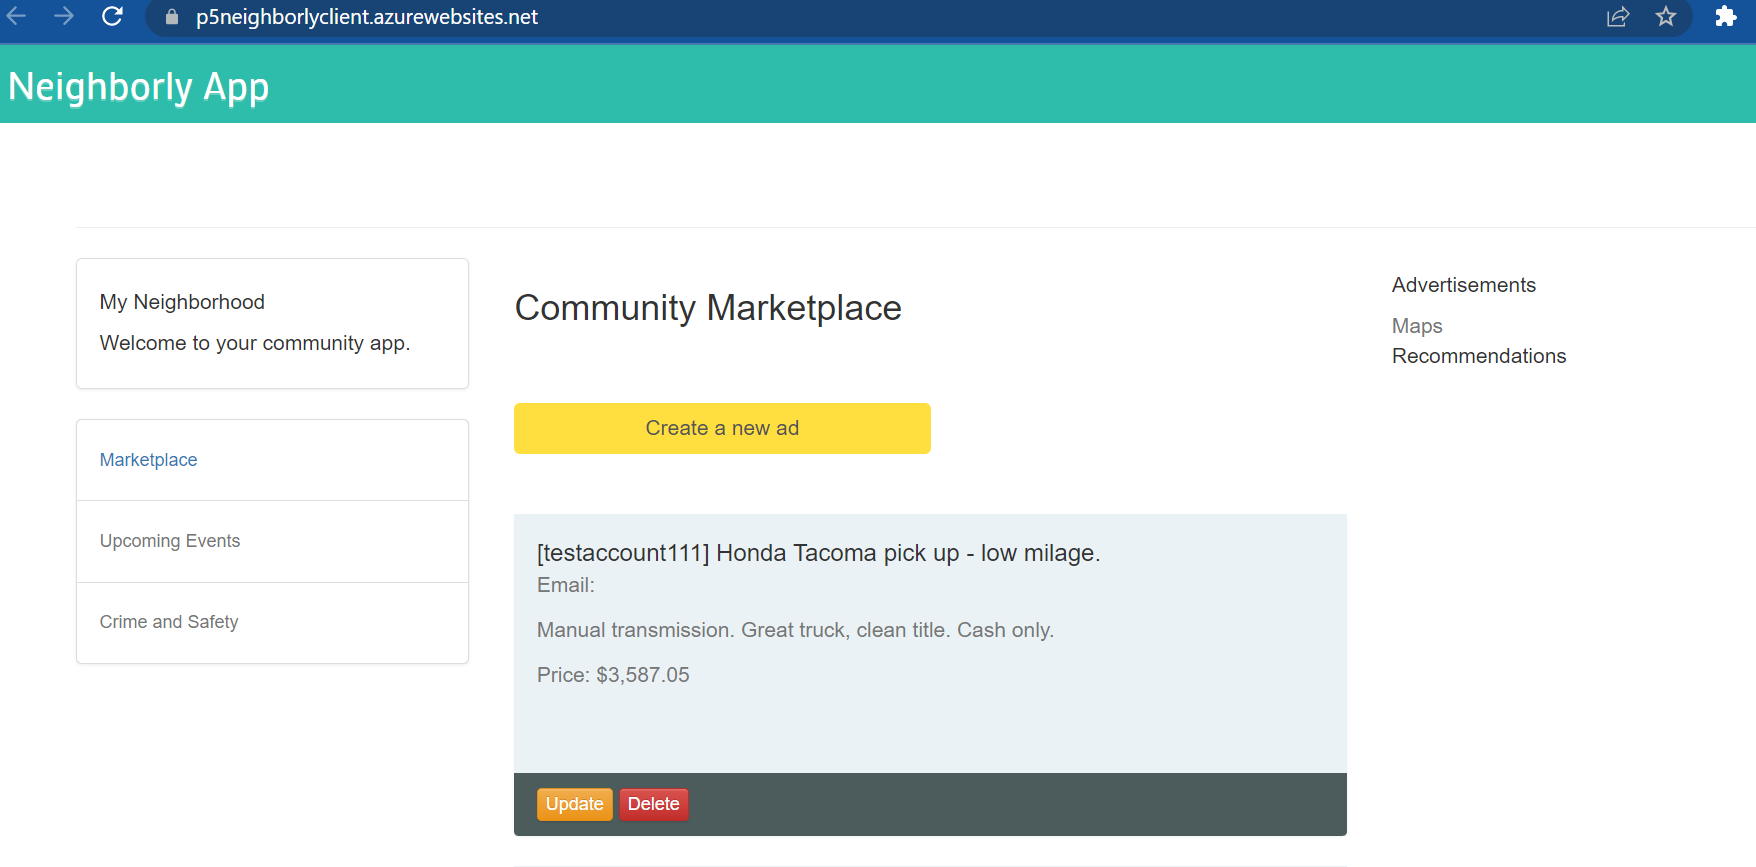 p5neighborlyclient.azurewebsites.net
Neighborly App
My Neighborhood
Welcome to your community app.
Marketplace
Upcoming Events
Crime and Safety
Community Marketplace
Create a new ad
[testaccount111] Honda Tacoma pick up - low milage.
Email:
Manual transmission. Great truck, clean title. Cash only.
Price: $3,587.05
Update Delete
Advertisements
Maps
Recommendations